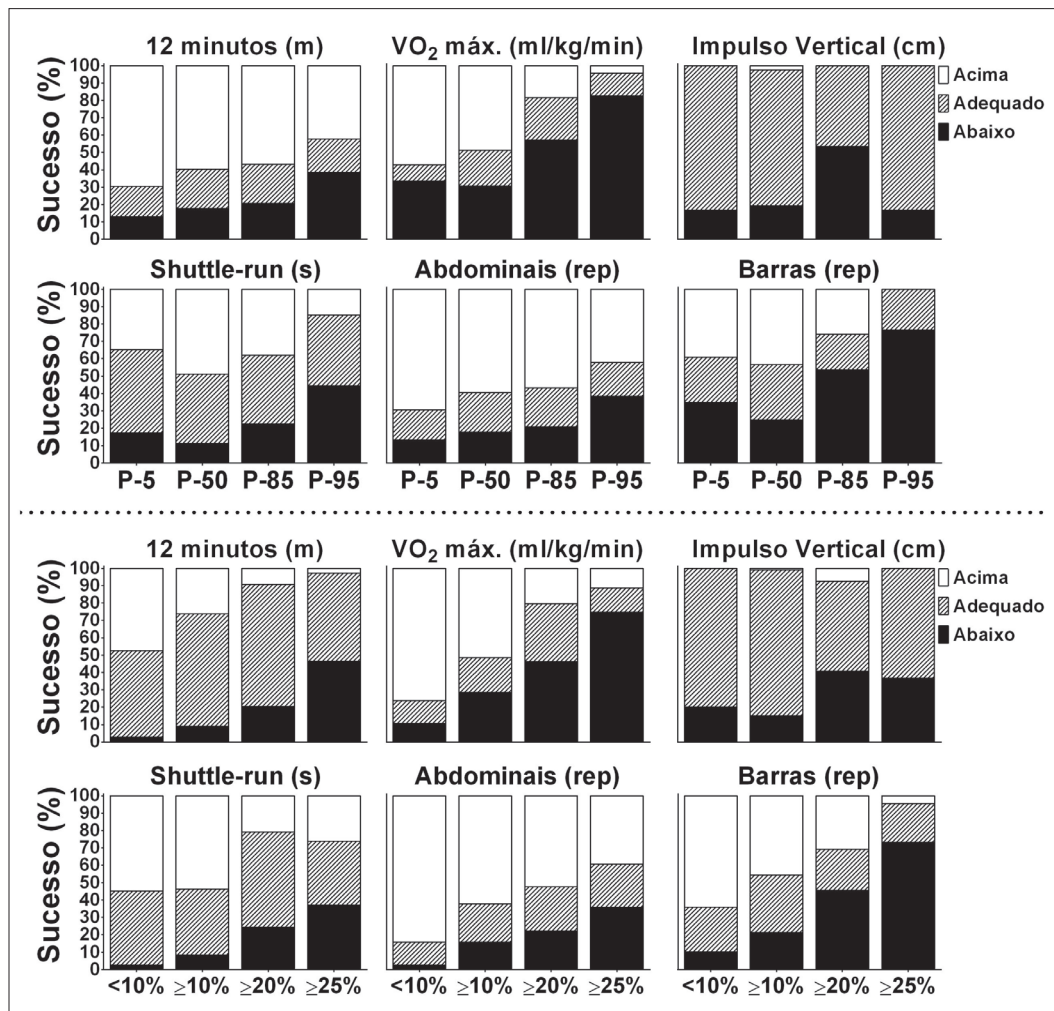 12 minutos (m) VO₂ máx. (ml/kg/min) Impulso Vertical (cm)
Sucesso (%)
100
90
80
70
60
50
40
30
20
10
0
Acima
Adequado
Abaixo
Shuttle-run (s) Abdominais (rep) Barras (rep)
Sucesso (%)
100
90
80
70
60
50
40
30
20
10
0
P-5 P-50 P-85 P-95 P-5 P-50 P-85 P-95 P-5 P-50 P-85 P-95
12 minutos (m) VO₂ máx. (ml/kg/min) Impulso Vertical (cm)
Sucesso (%)
100
90
80
70
60
50
40
30
20
10
0
Acima
Adequado
Abaixo
Shuttle-run (s) Abdominais (rep) Barras (rep)
Sucesso (%)
100
90
80
70
60
50
40
30
20
10
0
<10% ≥10% ≥20% ≥25% <10% ≥10% ≥20% ≥25% <10% ≥10% ≥20% ≥25%